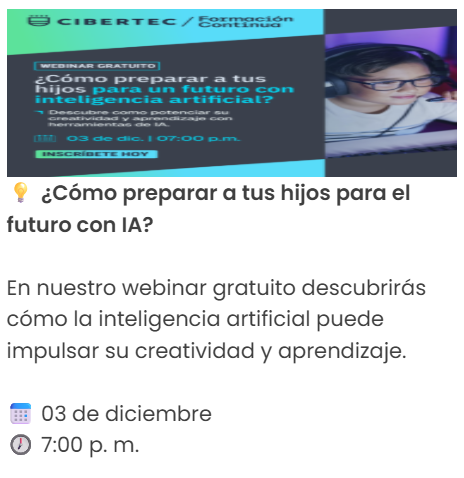 CIBERTEC / Formación
Continua
WEBINAR GRATUITO
¿Cómo preparar a tus
hijos para un futuro con
inteligencia artificial?
Descubre como potenciar su
creatividad y aprendizaje con
herramientas de IA.
03 de dic. | 07:00 p.m.
INSCRÍBETE HOY
¿Cómo preparar a tus hijos para el
futuro con IA?
En nuestro webinar gratuito descubrirás
cómo la inteligencia artificial puede
impulsar su creatividad y aprendizaje.
03 de diciembre
7:00 p. m.